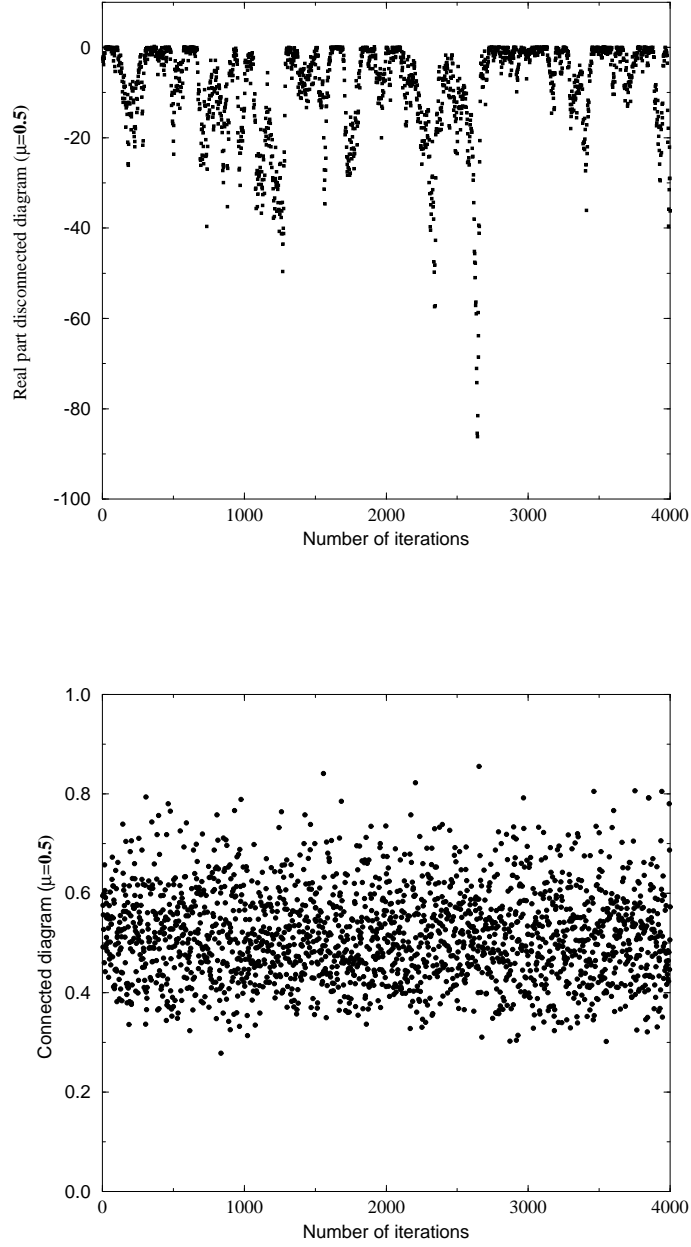 0
-20
-40
-60
-80
-100
Real part disconnected diagram (μ=0.5)
0 1000 2000 3000 4000
Number of iterations
1.0
0.8
0.6
0.4
0.2
0.0
Connected diagram (μ=0.5)
0 1000 2000 3000 4000
Number of iterations